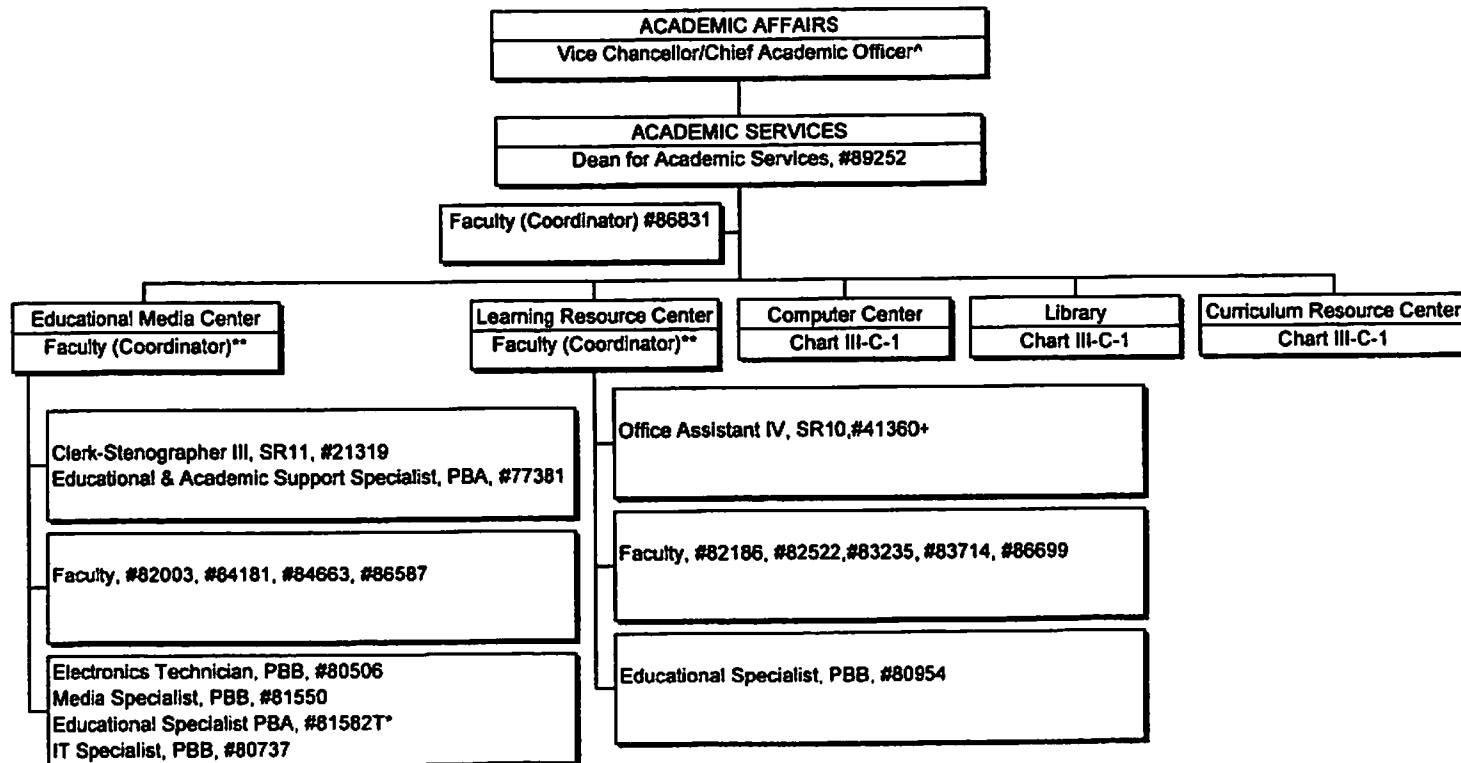 ACADEMIC AFFAIRS
Vice Chancellor/Chief Academic Officer^
ACADEMIC SERVICES
Dean for Academic Services, #89252
Faculty (Coordinator) #86831
Educational Media Center
Faculty (Coordinator)**
Learning Resource Center
Faculty (Coordinator)**
Computer Center
Chart III-C-1
Library
Chart III-C-1
Curriculum Resource Center
Chart III-C-1
Clerk-Stenographer III, SR11, #21319
Educational & Academic Support Specialist, PBA, #77381
Faculty, #82003, #84181, #84663, #86587
Electronics Technician, PBB, #80506
Media Specialist, PBB, #81550
Educational Specialist PBA, #81582T*
IT Specialist, PBB, #80737
Office Assistant IV, SR10,#41360+
Faculty, #82186, #82522,#83235, #83714, #86699
Educational Specialist, PBB, #80954